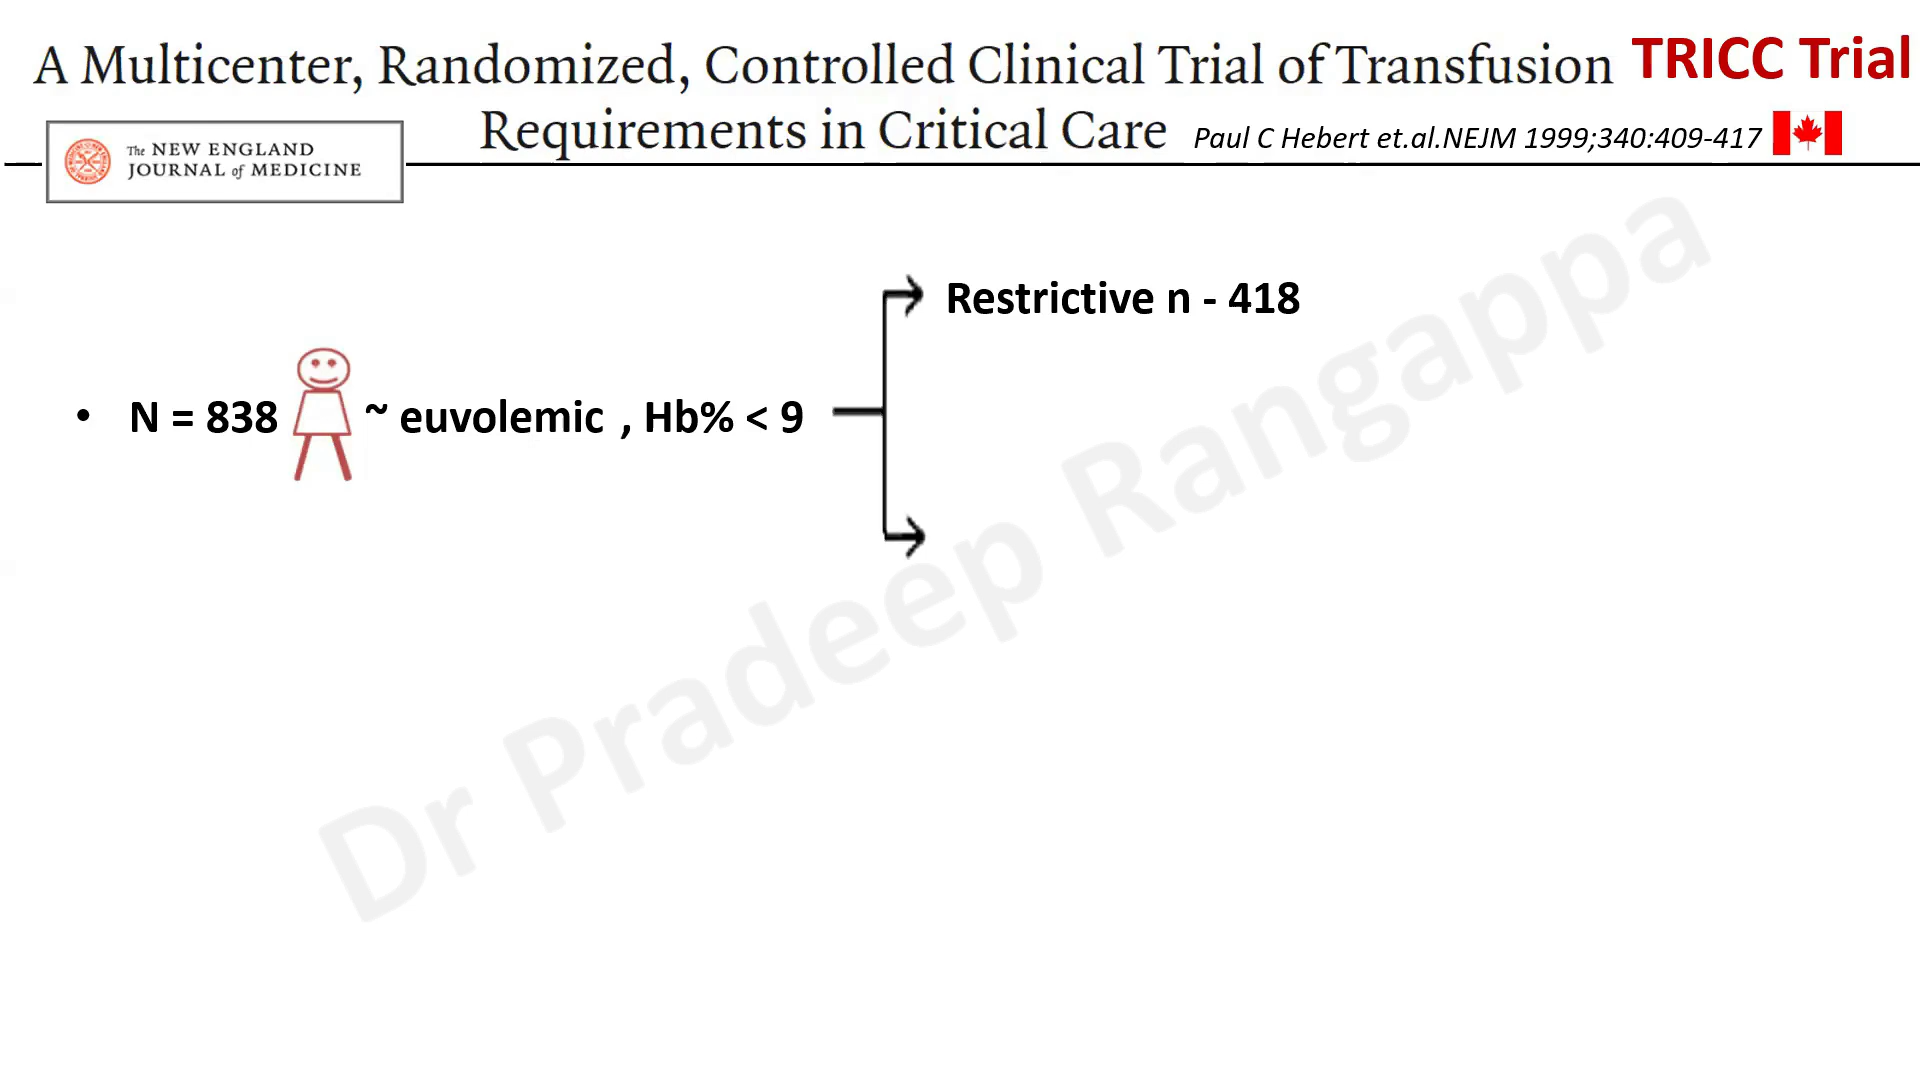 A Multicenter, Randomized, Controlled Clinical Trial of Transfusion TRICC Trial
Requirements in Critical Care Paul C Hebert et.al.NEJM 1999;340:409-417
The NEW ENGLAND
JOURNAL of MEDICINE
Restrictive n - 418
• N = 838 ~ euvolemic , Hb% < 9
Dr Pradeep Rangappa